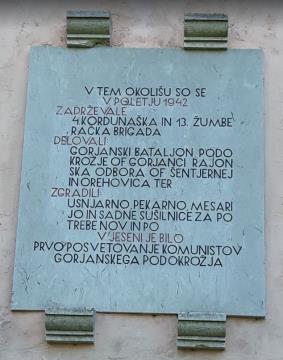 V TEM OKOLIŠU SO SE
V POLETJU 1942
ZADRŽEVALE:
4. KORDUNAŠKA IN 13. ŽUMBE
RAČKA BRIGADA
DELOVALI:
GORJANSKI BATALJON PODO
KROŽJE OF GORJANCI RAJON
SKA ODBORA OF ŠENTJERNEJ
IN OREHOVICA TER
ZGRADILI:
USNJARNO, PEKARNO, MESARI
JO IN SADNE SUŠILNICE ZA PO
TREBE NOV IN PO
V JESENI JE BILO
PRVO POSVETOVANJE KOMUNISTOV
GORJANSKEGA PODOKROŽJA